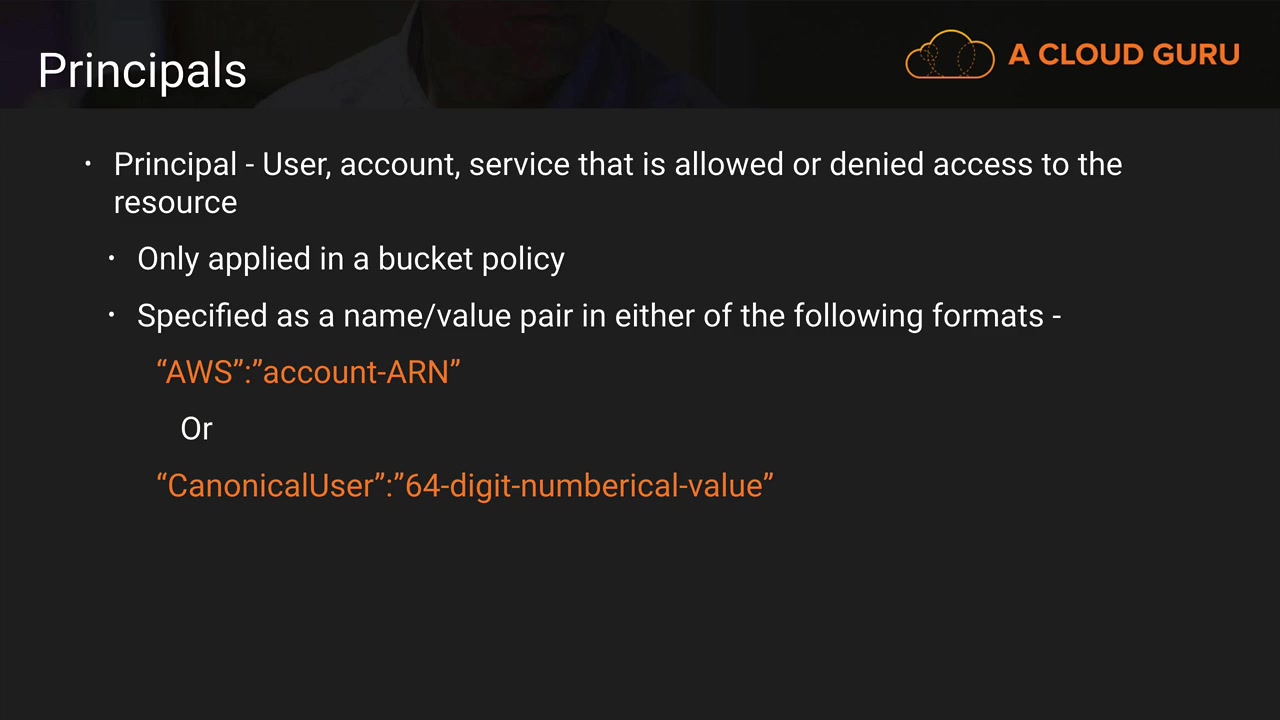 Principals
A CLOUD GURU
· Principal - User, account, service that is allowed or denied access to the
resource
· Only applied in a bucket policy
· Specified as a name/value pair in either of the following formats -
“AWS”:”account-ARN”
Or
“CanonicalUser”:”64-digit-numberical-value”